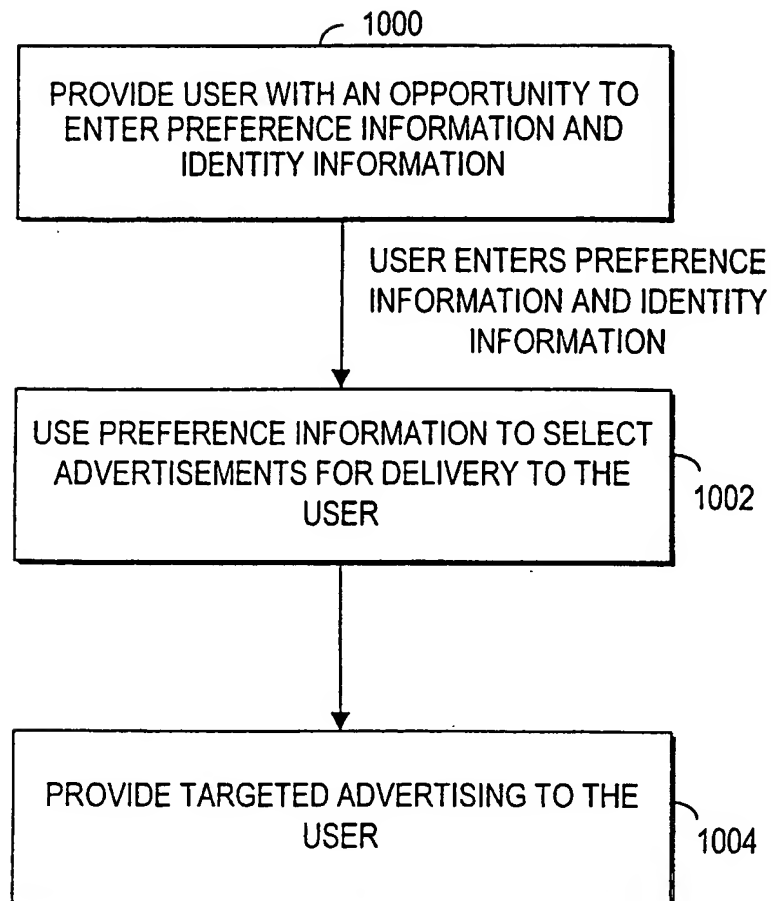 1000
PROVIDE USER WITH AN OPPORTUNITY TO
ENTER PREFERENCE INFORMATION AND
IDENTITY INFORMATION
USER ENTERS PREFERENCE
INFORMATION AND IDENTITY
INFORMATION
USE PREFERENCE INFORMATION TO SELECT
ADVERTISEMENTS FOR DELIVERY TO THE
USER
1002
PROVIDE TARGETED ADVERTISING TO THE
USER
1004